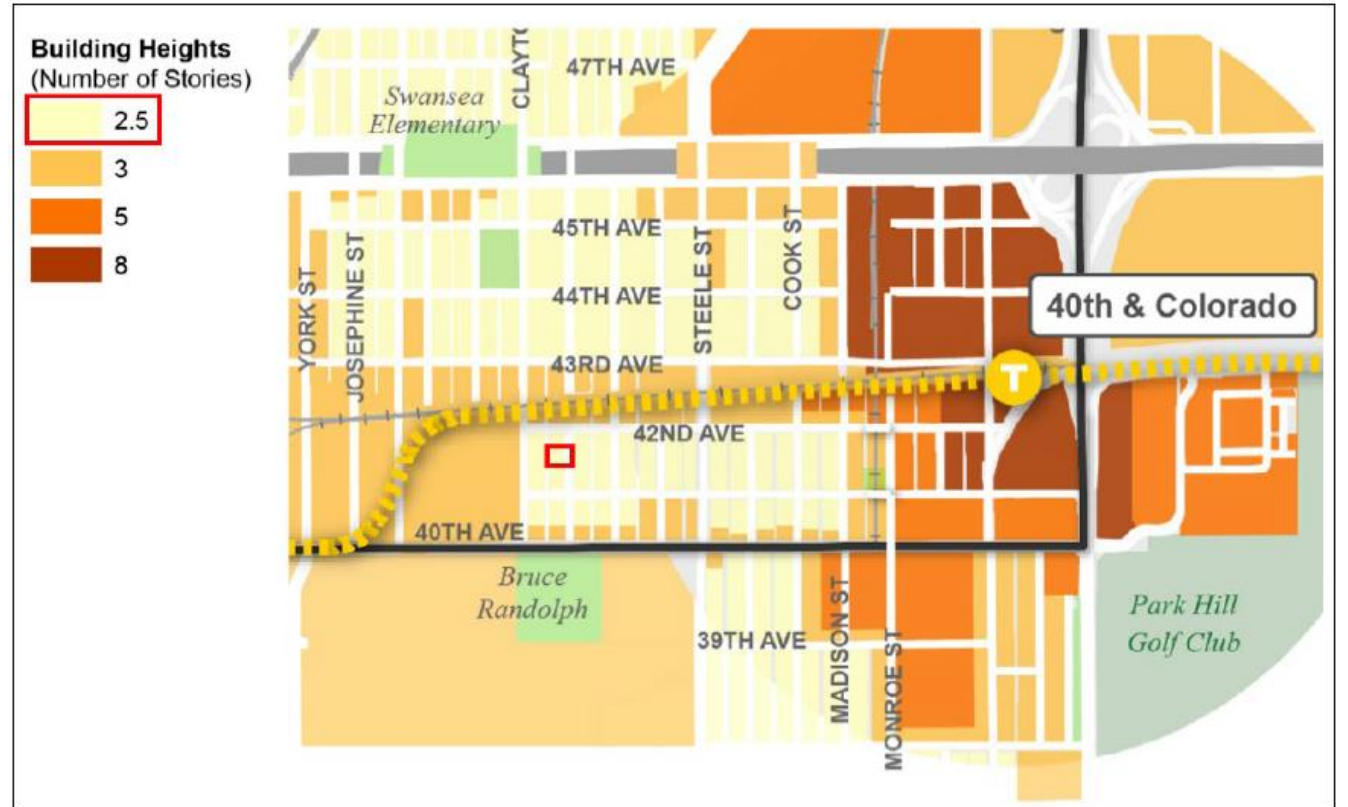 Building Heights
(Number of Stories)
2.5
3
5
8
47TH AVE
Swansea
Elementary
45TH AVE
44TH AVE
43RD AVE
42ND AVE
40TH AVE
39TH AVE
YORK ST
JOSEPHINE ST
STEELE ST
COOK ST
MADISON ST
MONROE ST
40th & Colorado
T
Bruce
Randolph
Park Hill
Golf Club